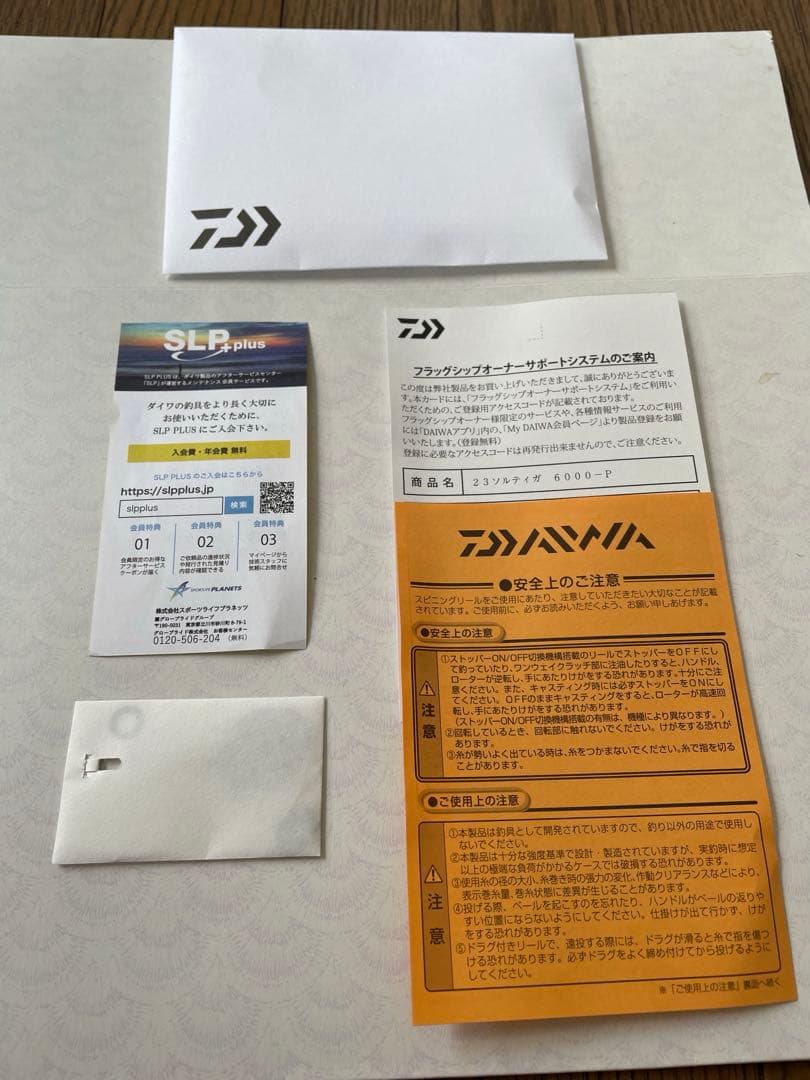 SLP+plus
SLP PLUSは、ダイワ製品のアフターサービスセンター
「SLP」が運営するメンテナンス会員サービスです。
ダイワの釣具をより長く大切に
お使いいただくために、
SLP PLUSにご入会下さい。
入会費・年会費 無料
SLP PLUSのご入会はこちらから
https://slpplus.jp
slpplus 検索
会員特典 会員特典 会員特典
01 02 03
会員限定のお得な
アフターサービス
クーポンが届く
ご依頼品の進捗状況
や発行された見積り
内容が確認できる
マイページから
技術スタッフに
気軽にお問合せ
SPORTLIFE PLANETS
株式会社スポーツライフプラネッツ
グローブライドグループ
〒190-0031 東京都立川市砂川町8-79-1
グローブライド株式会社 お客様センター
0120-506-204 (無料)
フラッグシップオーナーサポートシステムのご案内
この度は弊社製品をお買い上げいただきまして、誠にありがとうございま
す。本カードには、「フラッグシップオーナーサポートシステム」をご利用い
ただくための、ご登録用アクセスコードが記載されております。
フラッグシップオーナー様限定のサービスや、各種情報サービスのご利用
には「DAIWAアプリ」内の、「My DAIWA会員ページ」より製品登録をお願
いいたします。(登録無料)
登録に必要なアクセスコードは再発行出来ませんので、ご注意ください。
商品名 23ソルティガ 6000-P
DAIWA
●安全上のご注意
スピニングリールをご使用にあたり、注意していただきたい大切なことが記載
されています。ご使用前に、必ずお読みいただくよう、お願い申しあげます。
●安全上の注意
注意
①ストッパーON/OFF切換機構搭載のリールでストッパーをOFFにし
て釣っていたり、ワンウェイクラッチ部に注油したりすると、ハンドル、
ローターが逆転し、手にあたりけがをする恐れがあります。十分にご注
意ください。また、キャスティング時には必ずストッパーをONにし
てください。OFFのままキャスティングをすると、ローターが高速回
転し、手にあたりけがをする恐れがあります。
(ストッパーON/OFF切換機構搭載の有無は、機種により異なります。)
②回転しているとき、回転部に触れないでください。けがをする恐れが
あります。
③糸が勢いよく出ている時は、糸をつかまないでください。糸で指を切る
ことがあります。
●ご使用上の注意
注意
①本製品は釣具として開発されていますので、釣り以外の用途で使用し
ないでください。
②本製品は十分な強度基準で設計・製造されていますが、実釣時に想定
以上の極端な負荷がかかるケースでは破損する恐れがあります。
③使用糸の径の大小、糸巻き時の張力の変化、作動クリアランスなどにより、
表示巻糸量、巻糸状態に差異が生じることがあります。
④投げる際、ベールを起こすのを忘れたり、ハンドルがベールの返りや
すい位置にならないようにしてください。仕掛けが出て行かず、けが
をする恐れがあります。
⑤ドラグ付きリールで、遠投する際には、ドラグが滑ると糸で指を傷つ
ける恐れがあります。必ずドラグをよく締め付けてから投げるように
してください。
※「ご使用上の注意」裏面へ続く